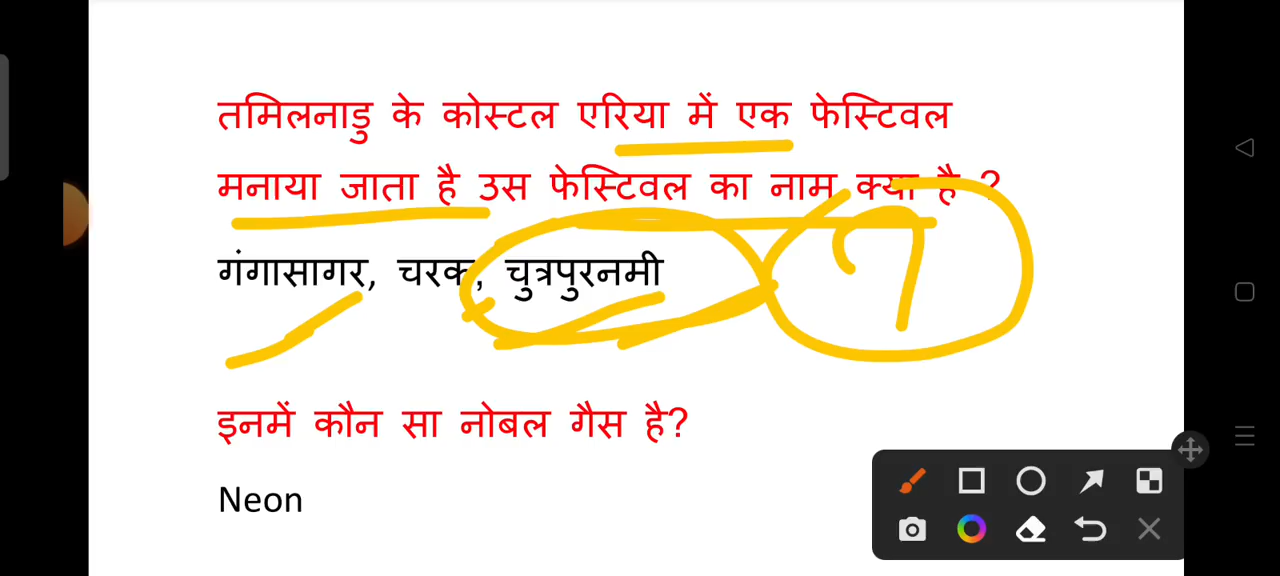 तमिलनाडु के कोस्टल एरिया में एक फेस्टिवल
मनाया जाता है उस फेस्टिवल का नाम क्या है ?
गंगासागर, चरक, चुत्रपुरनमी
इनमें कौन सा नोबल गैस है?
Neon